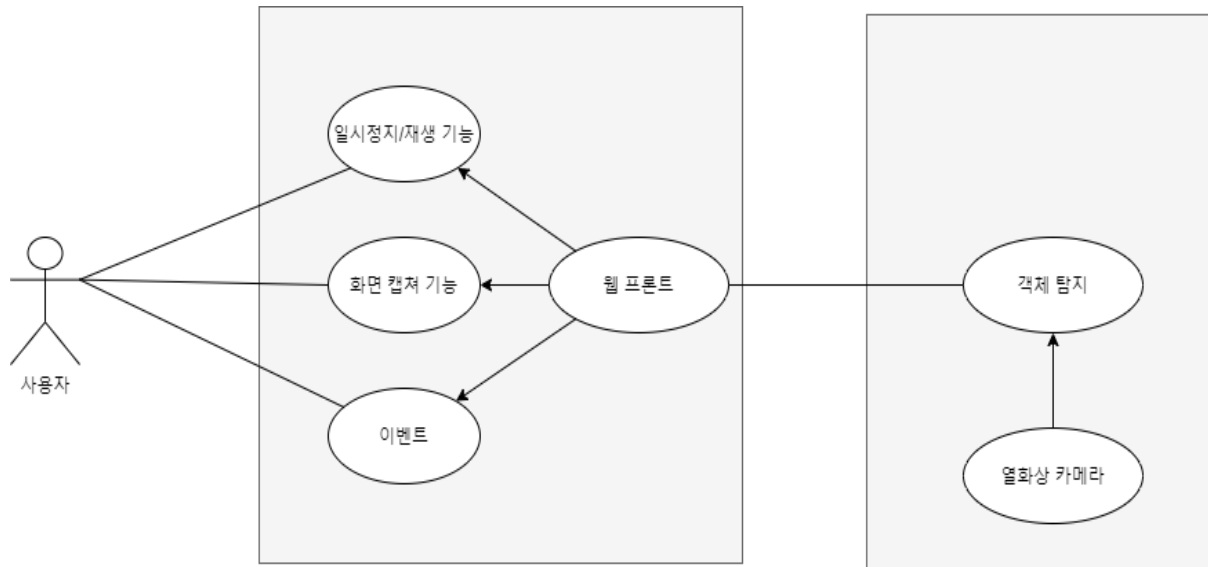 일시정지/재생 기능
화면 캡쳐 기능
웹 프론트
객체 탐지
사용자
이벤트
열화상 카메라